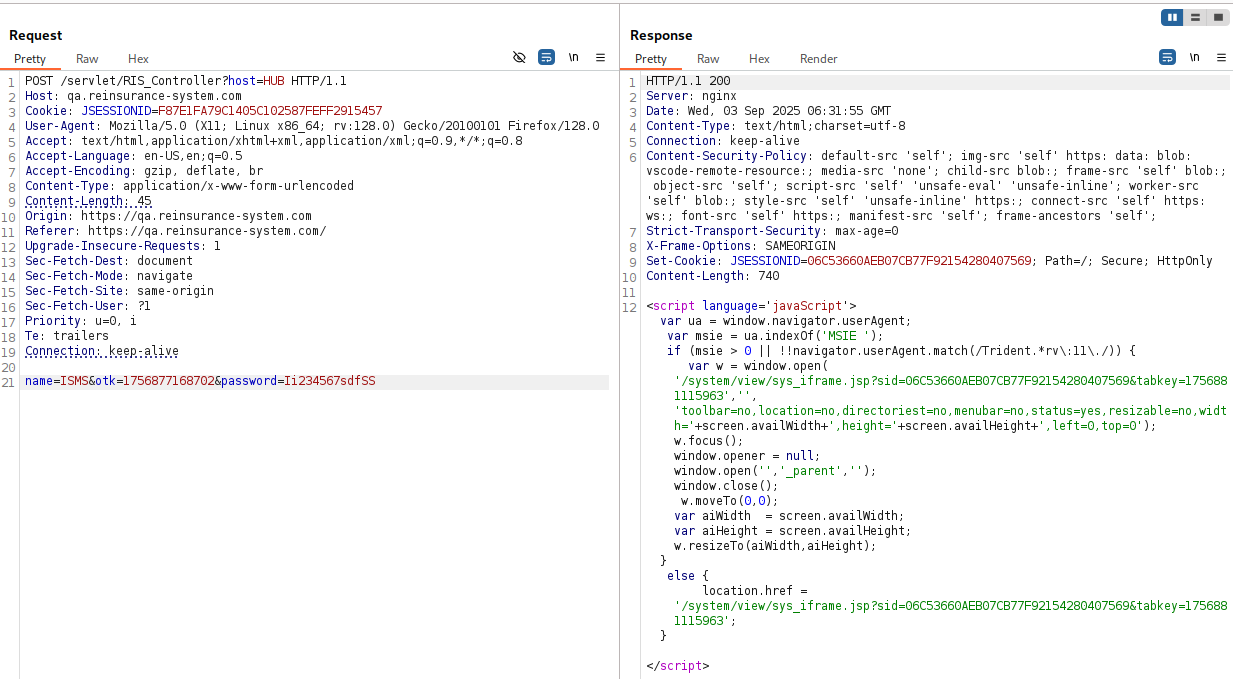 Request
Pretty Raw Hex \n
1 POST /servlet/RIS_Controller?host=HUB HTTP/1.1
2 Host: qa.reinsurance-system.com
3 Cookie: JSESSIONID=F87E1FA79C1405C102587FEFF2915457
4 User-Agent: Mozilla/5.0 (X11; Linux x86_64; rv:128.0) Gecko/20100101 Firefox/128.0
5 Accept: text/html,application/xhtml+xml,application/xml;q=0.9,*/*;q=0.8
6 Accept-Language: en-US,en;q=0.5
7 Accept-Encoding: gzip, deflate, br
8 Content-Type: application/x-www-form-urlencoded
9 Content-Length: 45
10 Origin: https://qa.reinsurance-system.com
11 Referer: https://qa.reinsurance-system.com/
12 Upgrade-Insecure-Requests: 1
13 Sec-Fetch-Dest: document
14 Sec-Fetch-Mode: navigate
15 Sec-Fetch-Site: same-origin
16 Sec-Fetch-User: ?1
17 Priority: u=0, i
18 Te: trailers
19 Connection: keep-alive
20
21 name=ISMS&otk=1756877168702&password=Ii234567sdfSS
Response
Pretty Raw Hex Render \n
1 HTTP/1.1 200
2 Server: nginx
3 Date: Wed, 03 Sep 2025 06:31:55 GMT
4 Content-Type: text/html;charset=utf-8
5 Connection: keep-alive
6 Content-Security-Policy: default-src 'self'; img-src 'self' https: data: blob:
vscode-remote-resource:; media-src 'none'; child-src blob:; frame-src 'self' blob:;
object-src 'self'; script-src 'self' 'unsafe-eval' 'unsafe-inline'; worker-src
'self' blob:; style-src 'self' 'unsafe-inline' https:; connect-src 'self' https:
ws:; font-src 'self' https:; manifest-src 'self'; frame-ancestors 'self';
7 Strict-Transport-Security: max-age=0
8 X-Frame-Options: SAMEORIGIN
9 Set-Cookie: JSESSIONID=06C53660AEB07CB77F92154280407569; Path=/; Secure; HttpOnly
10 Content-Length: 740
11
12 <script language='javaScript'>
var ua = window.navigator.userAgent;
var msie = ua.indexOf('MSIE ');
if (msie > 0 || !!navigator.userAgent.match(/Trident.*rv\:11\./)) {
var w = window.open(
'/system/view/sys_iframe.jsp?sid=06C53660AEB07CB77F92154280407569&tabkey=175688
1115963','',
'toolbar=no,location=no,directoriest=no,menubar=no,status=yes,resizable=no,widt
h='+screen.availWidth+',height='+screen.availHeight+',left=0,top=0');
w.focus();
window.opener = null;
window.open('','_parent','');
window.close();
w.moveTo(0,0);
var aiWidth  = screen.availWidth;
var aiHeight = screen.availHeight;
w.resizeTo(aiWidth,aiHeight);
}
else {
location.href =
'/system/view/sys_iframe.jsp?sid=06C53660AEB07CB77F92154280407569&tabkey=175688
1115963';
}
</script>